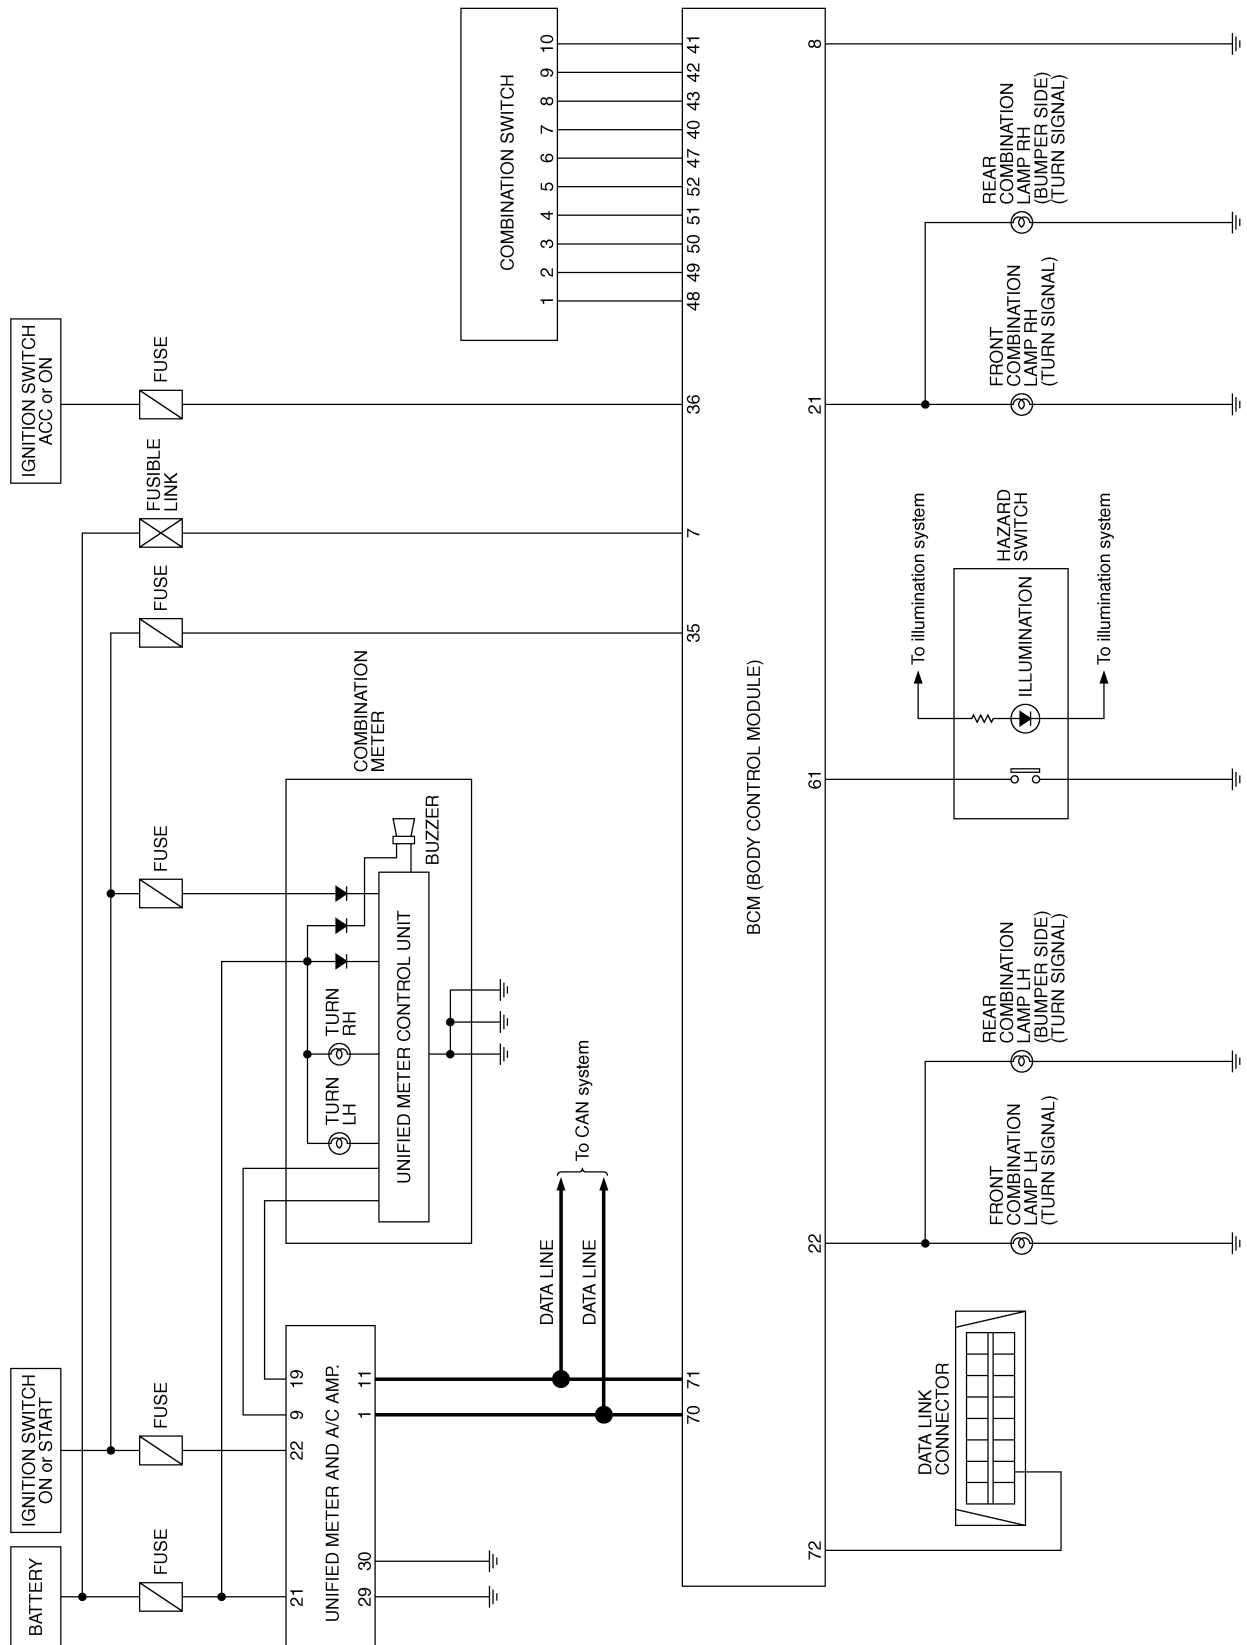 BATTERY
IGNITION SWITCH
ON or START
IGNITION SWITCH
ACC or ON
FUSE
FUSE
FUSE
FUSE
FUSIBLE
LINK
FUSE
21
22
9
19
UNIFIED METER AND A/C AMP.
29
30
1
11
COMBINATION
METER
TURN
LH
TURN
RH
BUZZER
UNIFIED METER CONTROL UNIT
DATA LINE
DATA LINE
To CAN system
COMBINATION SWITCH
1
2
3
4
5
6
7
8
9
10
70
71
35
7
36
48
49
50
51
52
47
40
43
42
41
BCM (BODY CONTROL MODULE)
72
22
61
21
8
DATA LINK
CONNECTOR
FRONT
COMBINATION
LAMP LH
(TURN SIGNAL)
REAR
COMBINATION
LAMP LH
(BUMPER SIDE)
(TURN SIGNAL)
To illumination system
HAZARD
SWITCH
ILLUMINATION
To illumination system
FRONT
COMBINATION
LAMP RH
(TURN SIGNAL)
REAR
COMBINATION
LAMP RH
(BUMPER SIDE)
(TURN SIGNAL)